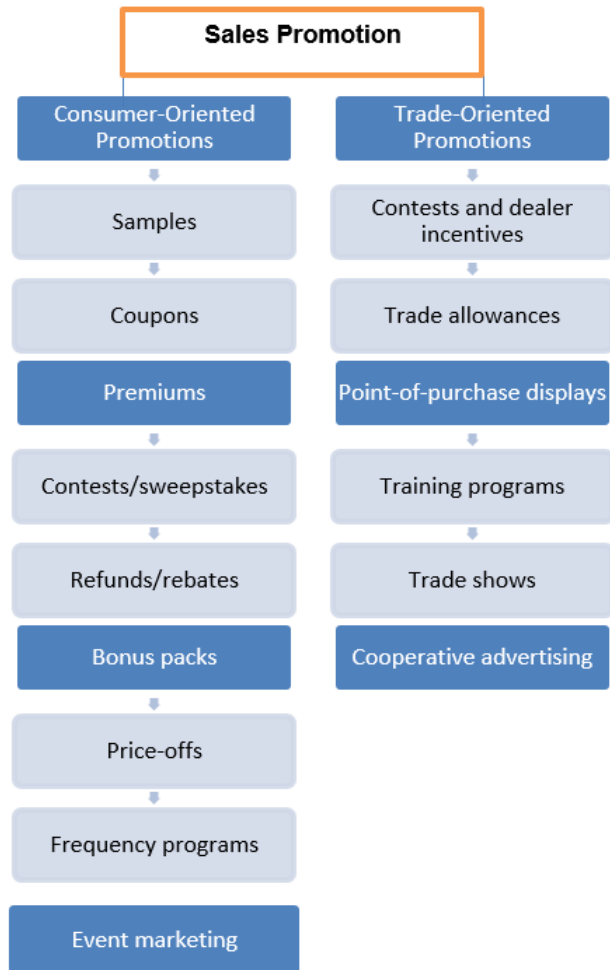 Sales Promotion
Consumer-Oriented
Promotions
Samples
Coupons
Premiums
Contests/sweepstakes
Refunds/rebates
Bonus packs
Price-offs
Frequency programs
Event marketing
Trade-Oriented
Promotions
Contests and dealer
incentives
Trade allowances
Point-of-purchase displays
Training programs
Trade shows
Cooperative advertising